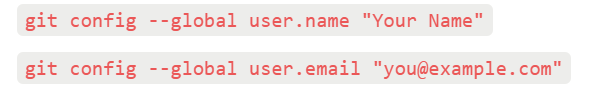 git config --global user.name "Your Name"
git config --global user.email "you@example.com"